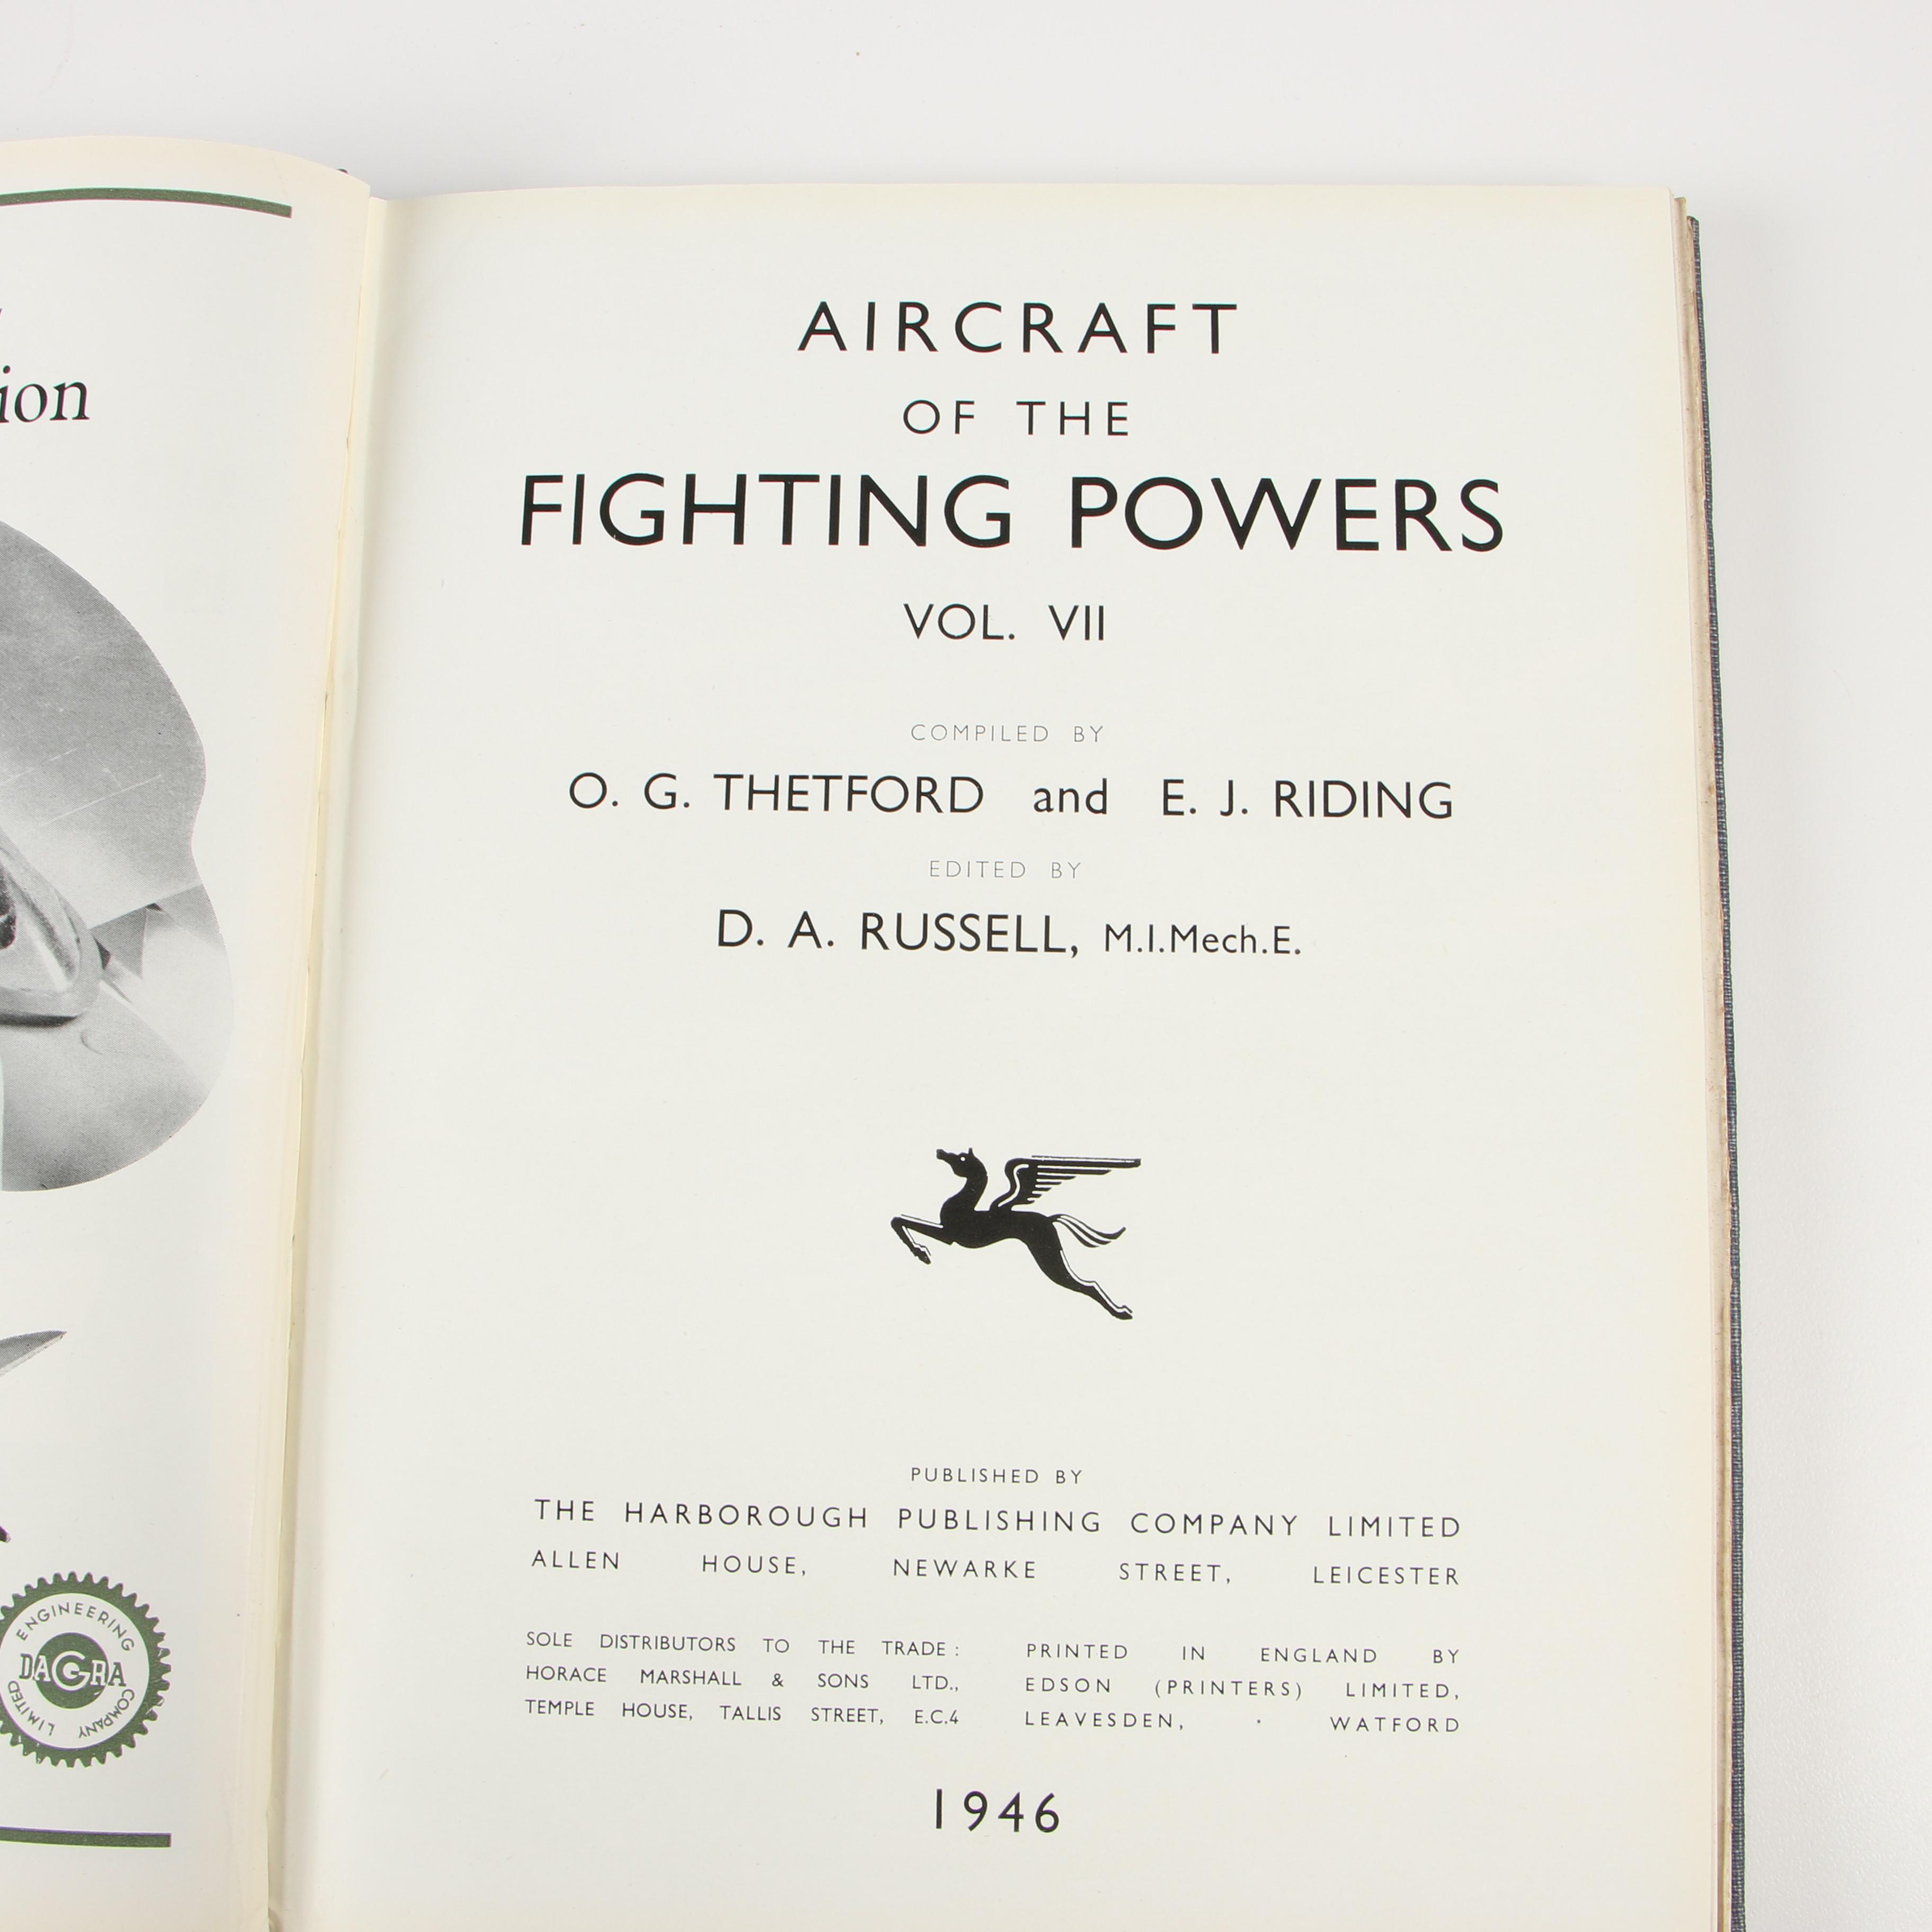 ion
ENGINEERING
DAGRA
COMPANY LIMITED
AIRCRAFT
OF THE
FIGHTING POWERS
VOL. VII
COMPILED BY
O. G. THETFORD and E. J. RIDING
EDITED BY
D. A. RUSSELL, M.I.Mech.E.
PUBLISHED BY
THE HARBOROUGH PUBLISHING COMPANY LIMITED
ALLEN HOUSE, NEWARKE STREET, LEICESTER
SOLE DISTRIBUTORS TO THE TRADE :
HORACE MARSHALL & SONS LTD.,
TEMPLE HOUSE, TALLIS STREET, E.C.4
PRINTED IN ENGLAND BY
EDSON (PRINTERS) LIMITED,
LEAVESDEN, · WATFORD
1946